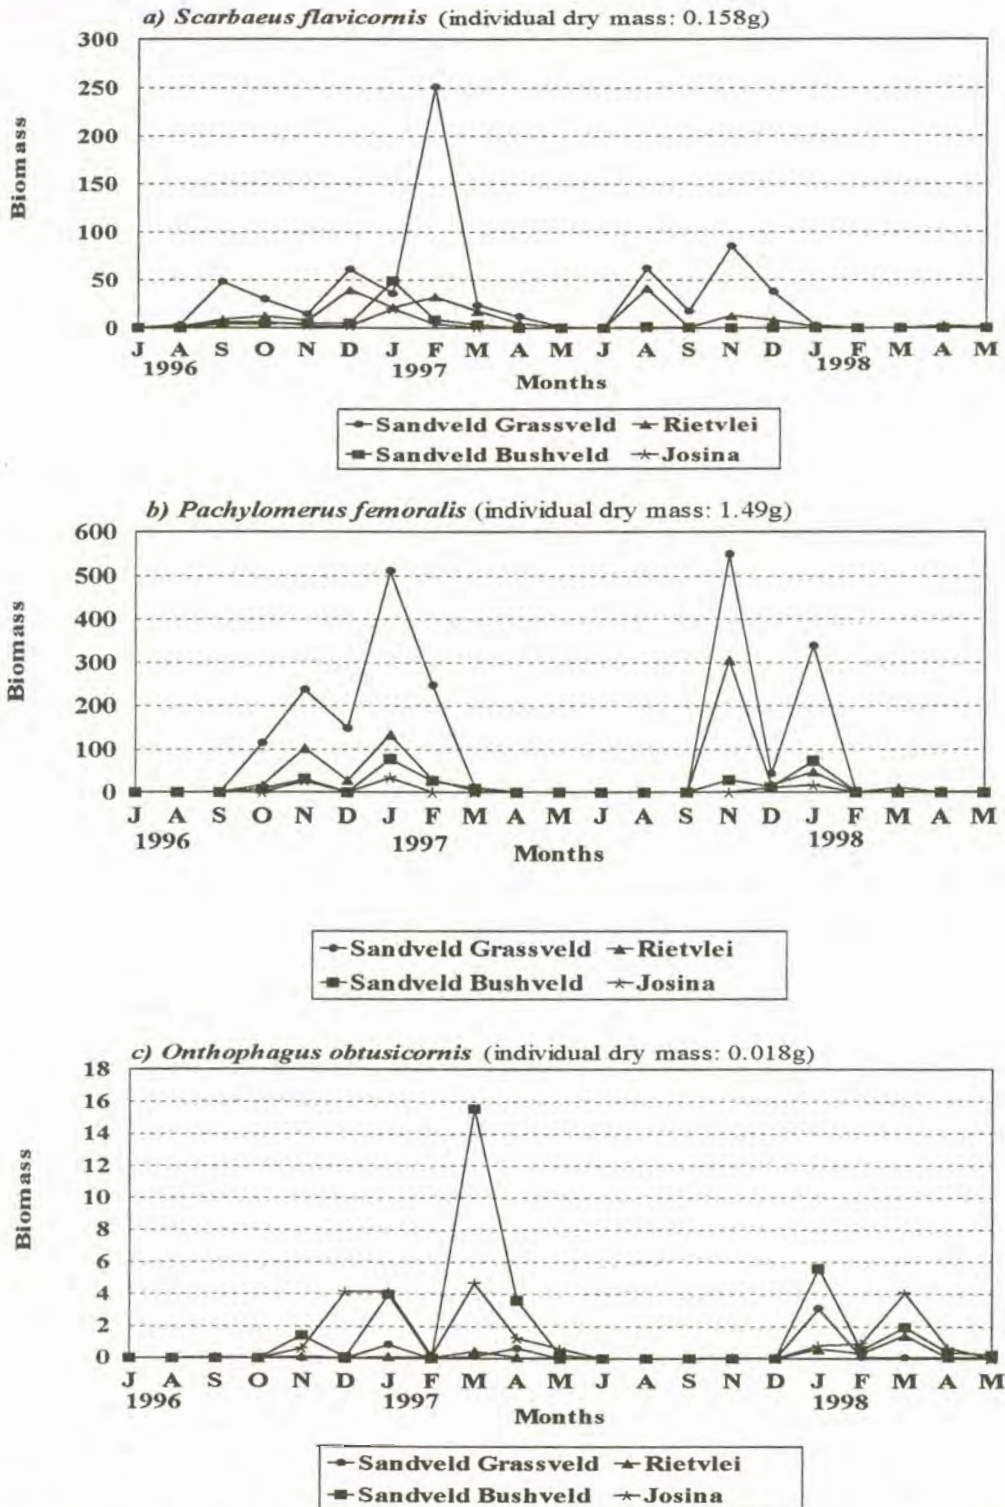 a) Scarbaeus flavicornis (individual dry mass: 0.158g)
300
250
200
150
100
50
0
Biomass
J A S O N D J F M A M J A S N D J F M A M
1996 1997 1998
Months
Sandveld Grassveld Rietvlei
Sandveld Bushveld Josina
b) Pachylomerus femoralis (individual dry mass: 1.49g)
600
500
400
300
200
100
0
Biomass
J A S O N D J F M A M J A S N D J F M A M
1996 1997 1998
Months
Sandveld Grassveld Rietvlei
Sandveld Bushveld Josina
c) Onthophagus obtusicornis (individual dry mass: 0.018g)
18
16
14
12
10
8
6
4
2
0
Biomass
J A S O N D J F M A M J A S N D J F M A M
1996 1997 1998
Months
Sandveld Grassveld Rietvlei
Sandveld Bushveld Josina